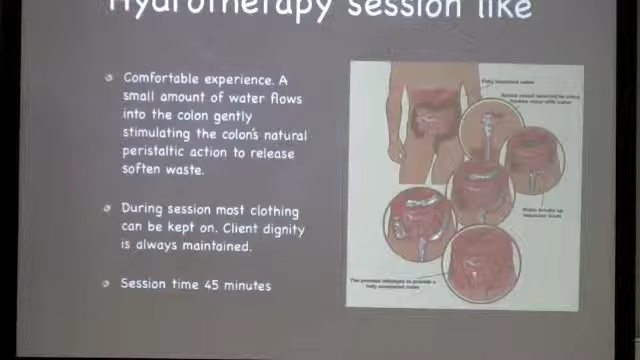 Hydrotherapy session like
Comfortable experience. A
small amount of water flows
into the colon gently
stimulating the colon's natural
peristaltic action to release
soften waste.
During session most clothing
can be kept on. Client dignity
is always maintained.
Session time 45 minutes